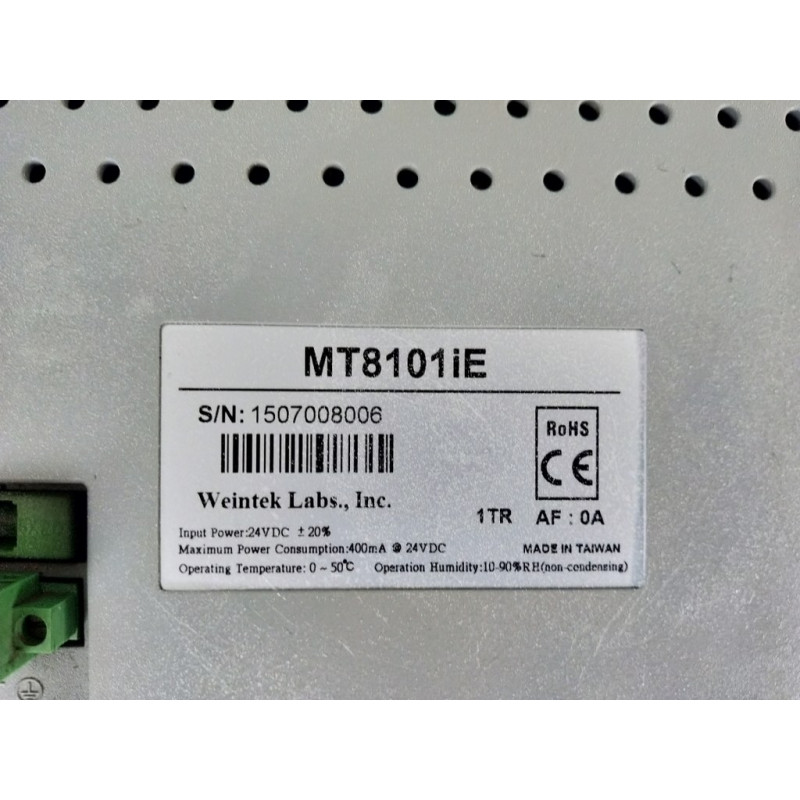 MT8101iE
S/N: 1507008006
RoHS
CE
Weintek Labs., Inc.
1TR AF : 0A
Input Power:24VDC ±20%
Maximum Power Consumption:400mA @ 24VDC MADE IN TAIWAN
Operating Temperature: 0 ~ 50℃ Operation Humidity:10-90%RH(non-condensing)